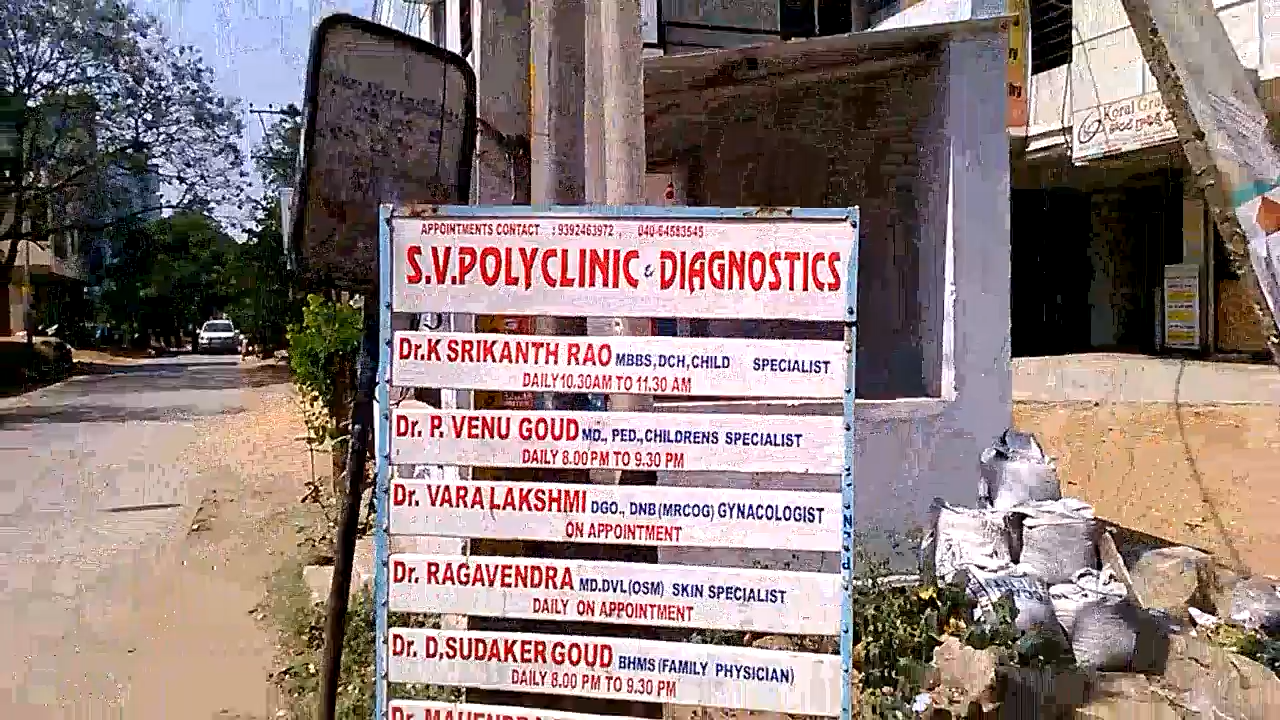 APPOINTMENTS CONTACT : 9392463972, 040-64583545
S.V.POLYCLINIC & DIAGNOSTICS
Dr.K SRIKANTH RAO MBBS,DCH,CHILD SPECIALIST
DAILY 10.30AM TO 11.30 AM
Dr. P. VENU GOUD MD., PED.,CHILDRENS SPECIALIST
DAILY 8.00 PM TO 9.30 PM
Dr. VARA LAKSHMI DGO., DNB (MRCOG) GYNACOLOGIST
ON APPOINTMENT
Dr. RAGAVENDRA MD.DVL(OSM) SKIN SPECIALIST
DAILY ON APPOINTMENT
Dr. D,SUDAKER GOUD BHMS (FAMILY PHYSICIAN)
DAILY 8.00 PM TO 9.30 PM
Koral